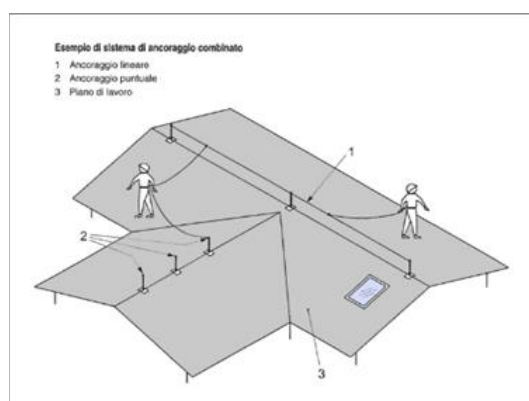 Esempio di sistema di ancoraggio combinato
1 Ancoraggio lineare
2 Ancoraggio puntuale
3 Piano di lavoro
1
2
3